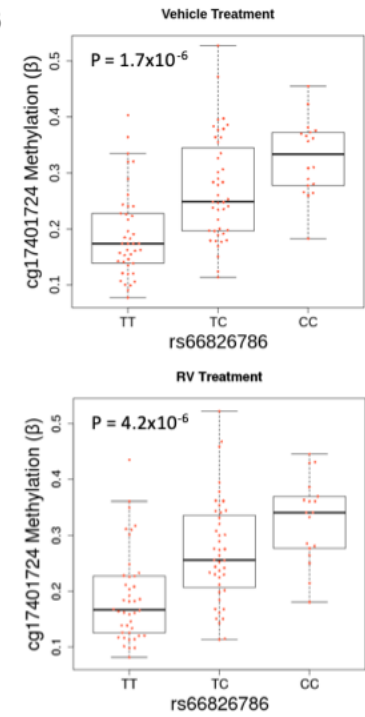 Vehicle Treatment
P = 1.7x10⁻⁶
cg17401724 Methylation (β)
0.5
0.4
0.3
0.2
0.1
TT TC CC
rs66826786
RV Treatment
P = 4.2x10⁻⁶
cg17401724 Methylation (β)
0.5
0.4
0.3
0.2
0.1
TT TC CC
rs66826786